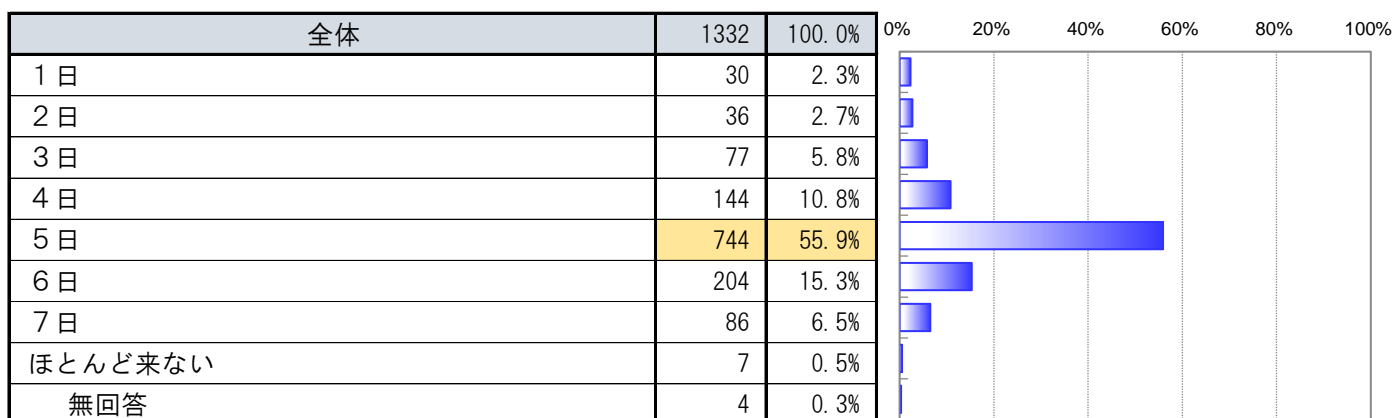 全体 1332 100.0% 0% 20% 40% 60% 80% 100%
１日 30 2.3%
２日 36 2.7%
３日 77 5.8%
４日 144 10.8%
５日 744 55.9%
６日 204 15.3%
７日 86 6.5%
ほとんど来ない 7 0.5%
無回答 4 0.3%